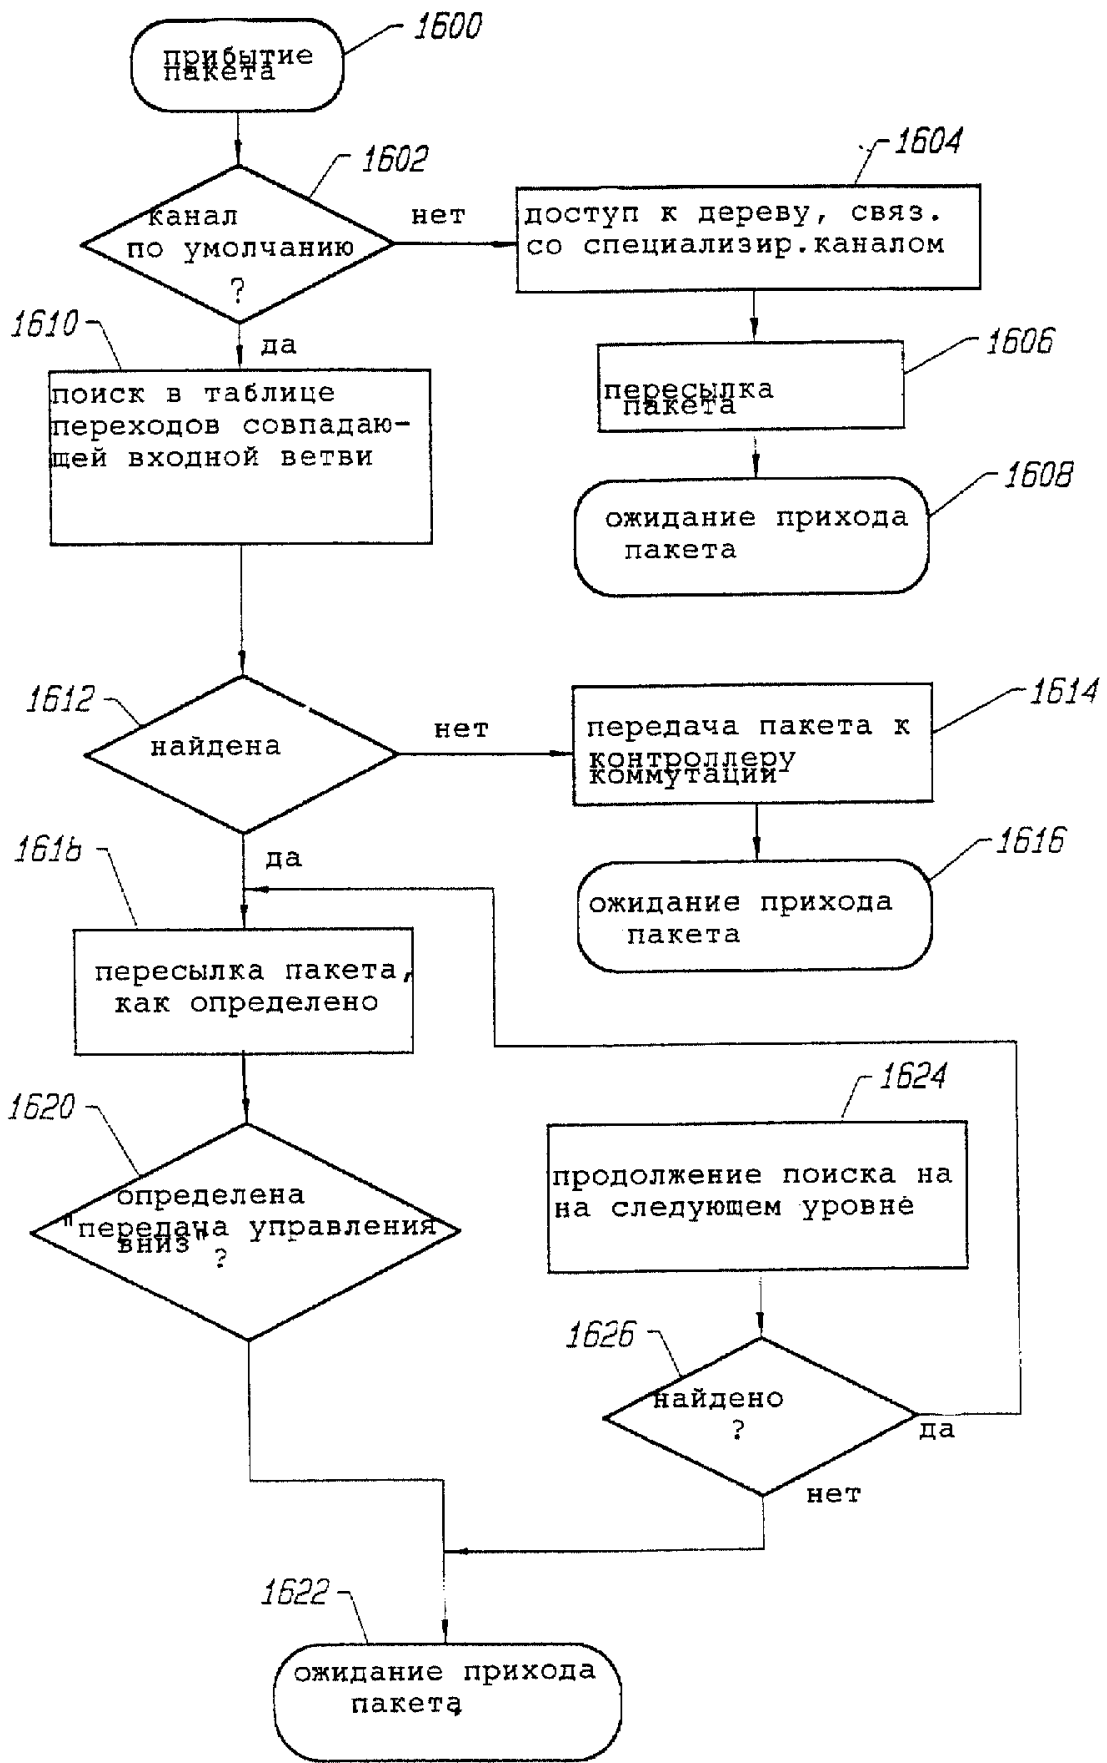 1600
прибытие
пакета
1602
канал
по умолчанию
?
нет
1604
доступ к дереву, связ.
со специализир.каналом
1606
пересылка
пакета
1608
ожидание прихода
пакета
1610
да
поиск в таблице
переходов совпадаю-
щей входной ветви
1612
найдена
нет
1614
передача пакета к
контроллеру
коммутации
1616
ожидание прихода
пакета
1618
да
пересылка пакета,
как определено
1620
определена
"передача управления
вниз"
?
1624
продолжение поиска на
на следующем уровне
1626
найдено
?
да
нет
1622
ожидание прихода
пакета